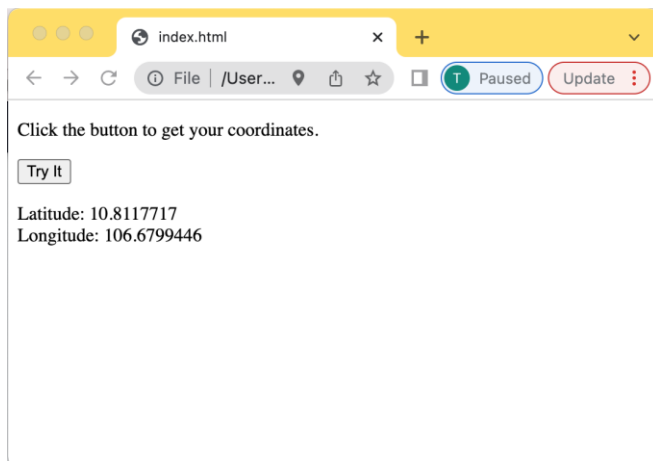 index.html
File /User... T Paused Update
Click the button to get your coordinates.
Try It
Latitude: 10.8117717
Longitude: 106.6799446